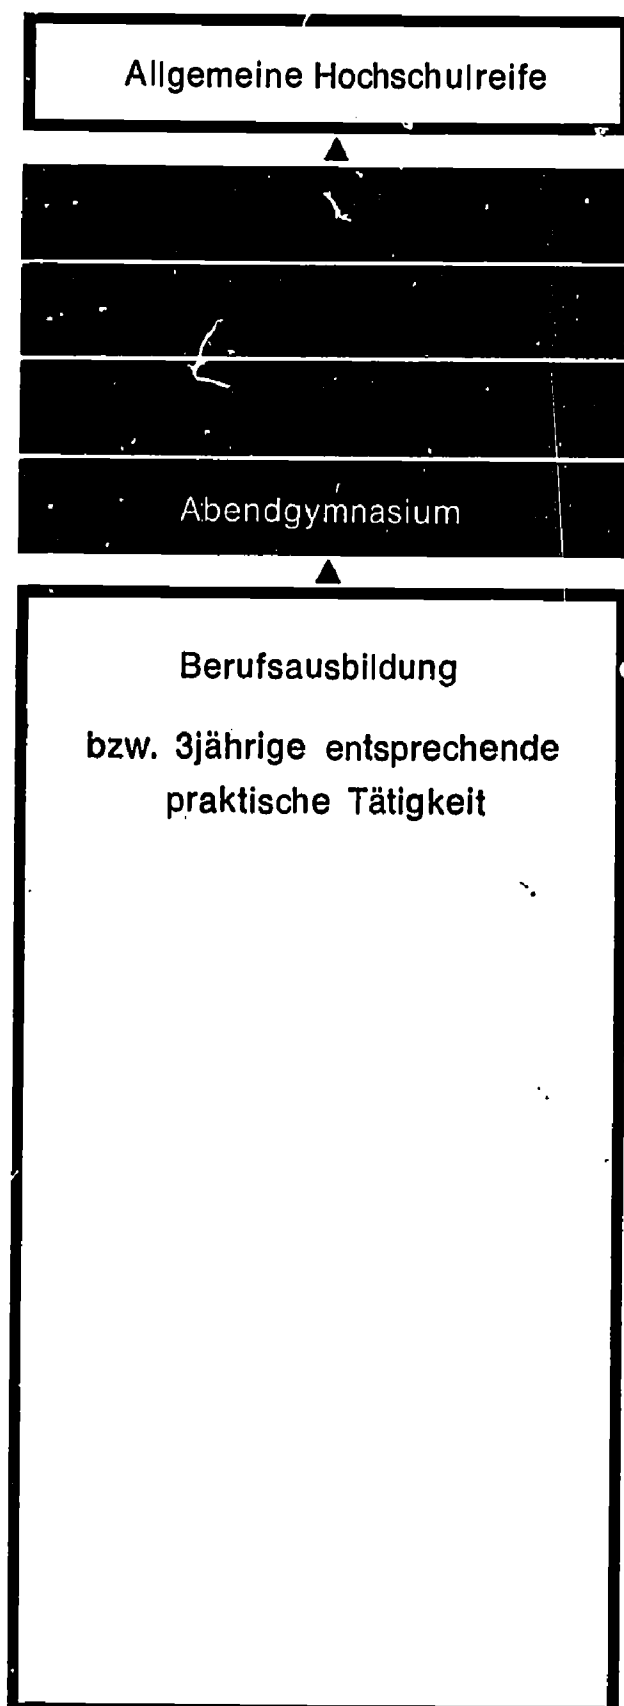 Allgemeine Hochschulreife
Abendgymnasium
Berufsausbildung
bzw. 3jährige entsprechende
praktische Tätigkeit